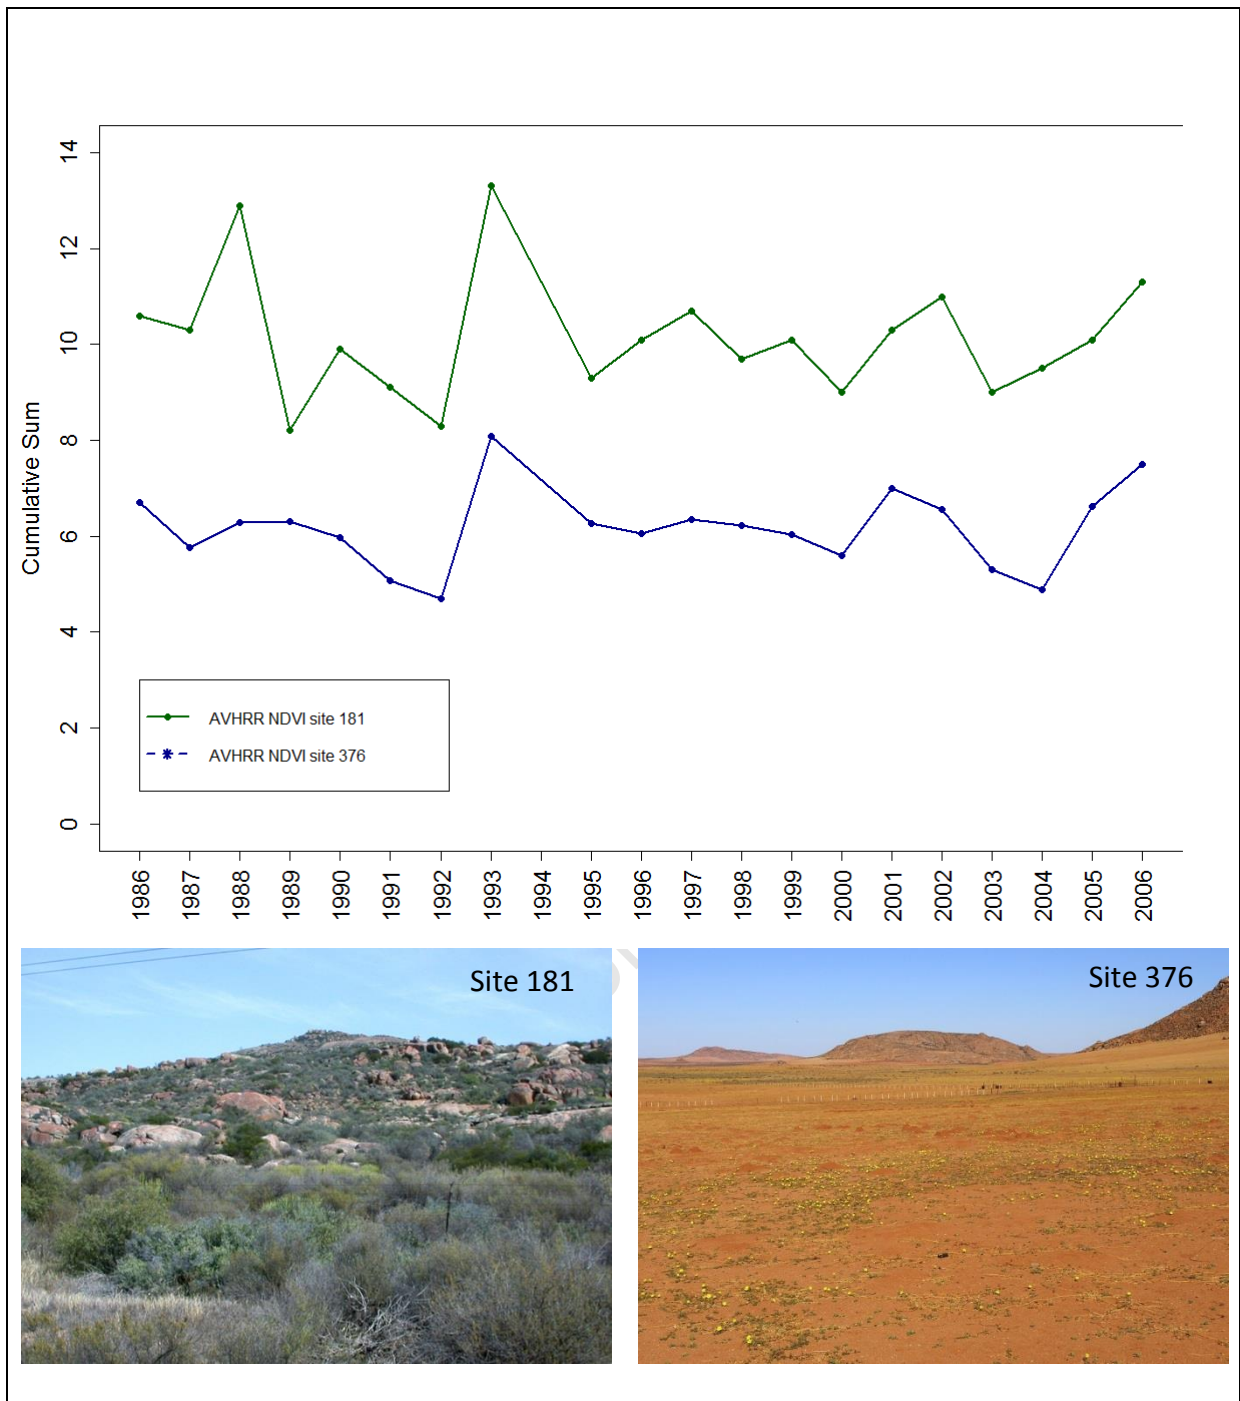 14
12
10
8
6
4
2
0
Cumulative Sum
AVHRR NDVI site 181
AVHRR NDVI site 376
1986 1987 1988 1989 1990 1991 1992 1993 1994 1995 1996 1997 1998 1999 2000 2001 2002 2003 2004 2005 2006
Site 181
Site 376